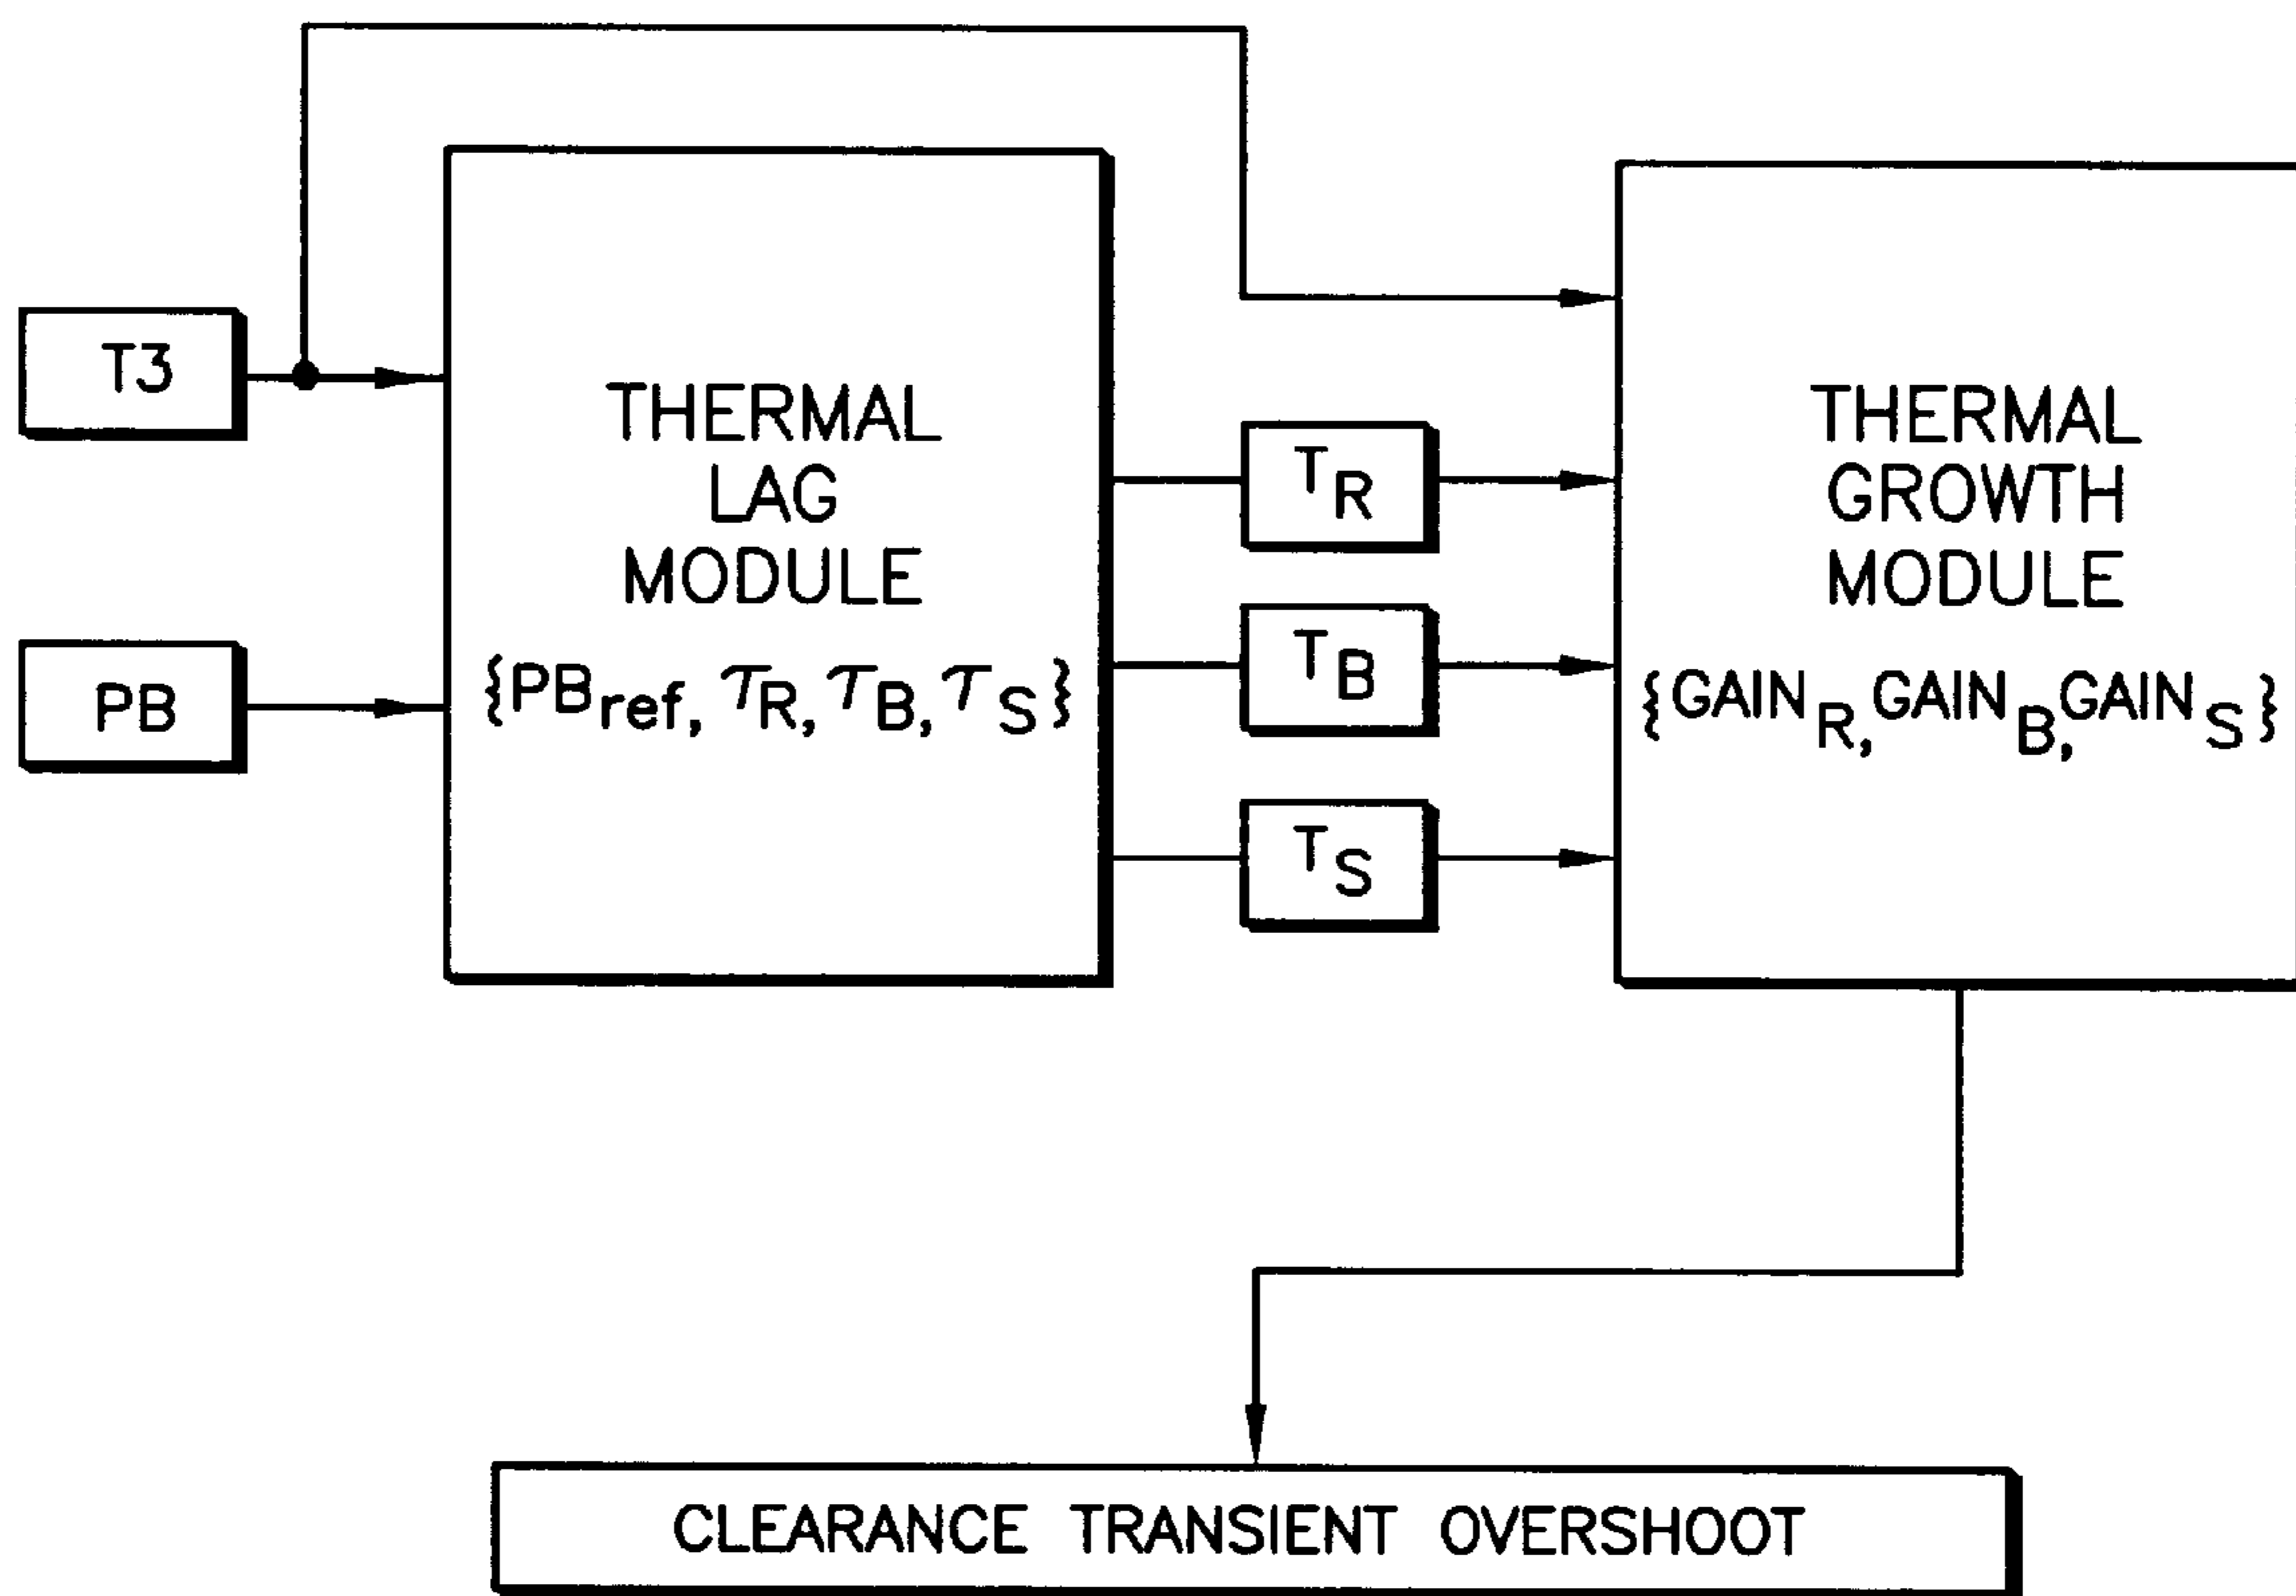 T3
PB
THERMAL
LAG
MODULE
{PBref, τR, τB, τS}
TR
TB
TS
THERMAL
GROWTH
MODULE
{GAINR, GAINB, GAINS}
CLEARANCE TRANSIENT OVERSHOOT